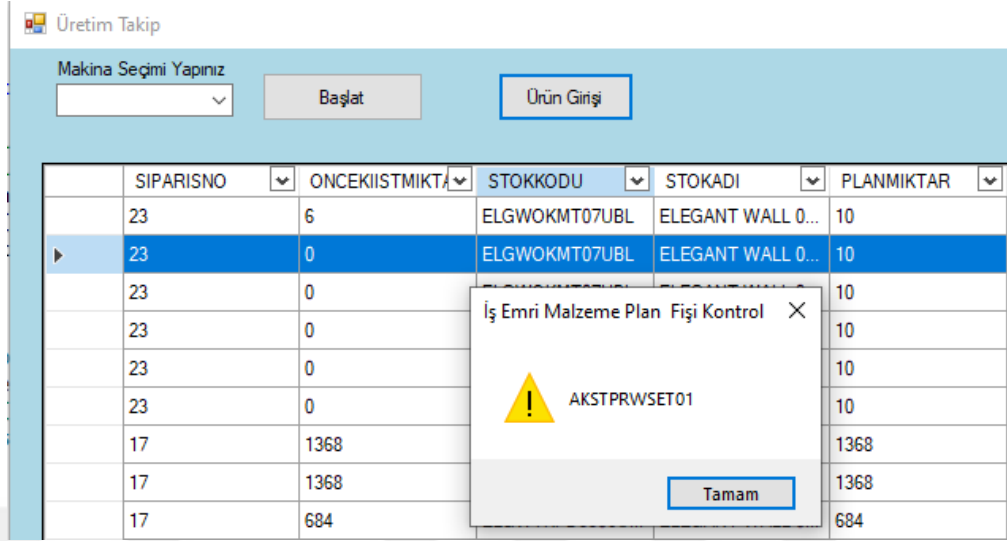 Üretim Takip
Makina Seçimi Yapınız
Başlat
Ürün Girişi
SIPARISNO ONCEKIISTMIKTA STOKKODU STOKADI PLANMIKTAR
23 6 ELGWOKMT07UBL ELEGANT WALL 0... 10
23 0 ELGWOKMT07UBL ELEGANT WALL 0... 10
23 0 10
23 0 10
23 0 10
23 0 10
17 1368 1368
17 1368 1368
17 684 684
İş Emri Malzeme Plan Fişi Kontrol
AKSTPRWSET01
Tamam